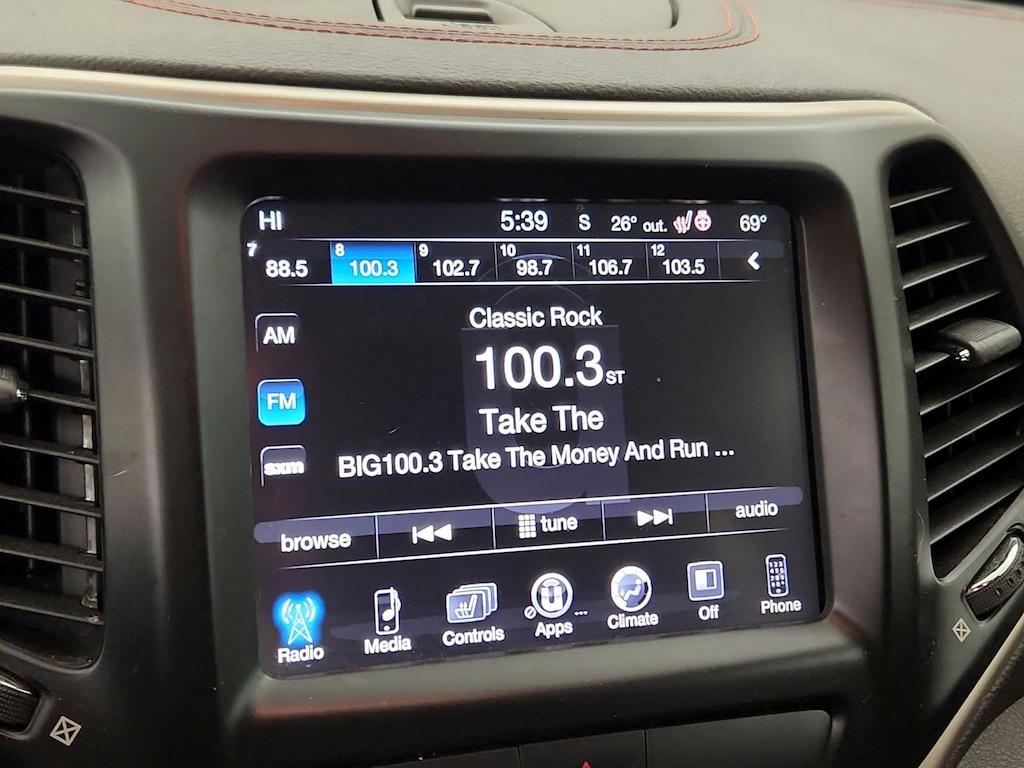 HI 5:39 S 26° out. 69°
7 88.5 8 100.3 9 102.7 10 98.7 11 106.7 12 103.5
Classic Rock
AM
100.3 ST
FM
Take The
sxm
BIG100.3 Take The Money And Run ...
browse tune audio
Radio Media Controls Apps ... Climate Off Phone